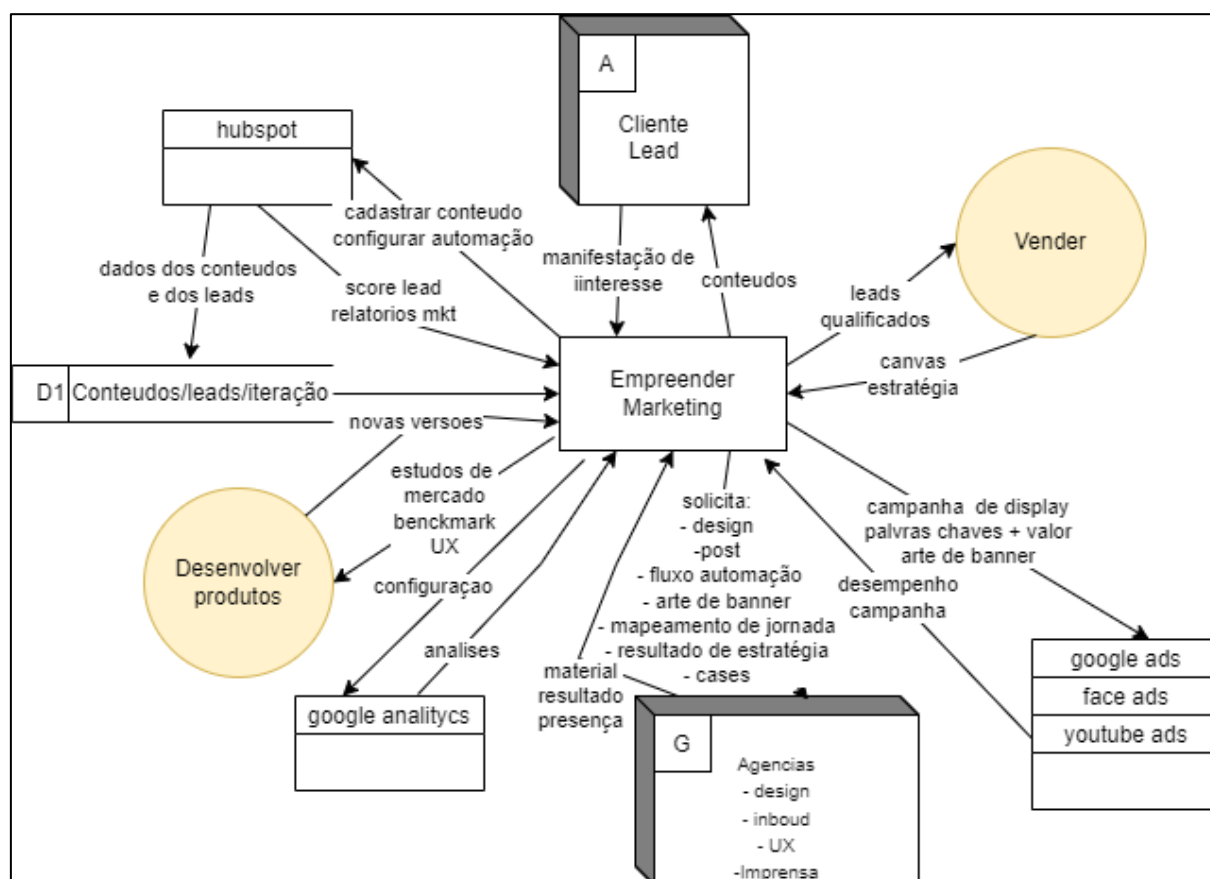 A
Cliente
Lead
hubspot
cadastrar conteudo
configurar automação
manifestação de
iinteresse
conteudos
Vender
leads
qualificados
dados dos conteudos
e dos leads
score lead
relatorios mkt
canvas
estratégia
D1
Conteudos/leads/iteração
Empreender
Marketing
novas versoes
estudos de
mercado
benckmark
UX
Desenvolver
produtos
configuraçao
analises
google analitycs
solicita:
- design
-post
- fluxo automação
- arte de banner
- mapeamento de jornada
- resultado de estratégia
- cases
material
resultado
presença
campanha de display
palvras chaves + valor
arte de banner
desempenho
campanha
google ads
face ads
youtube ads
G
Agencias
- design
- inboud
- UX
-Imprensa